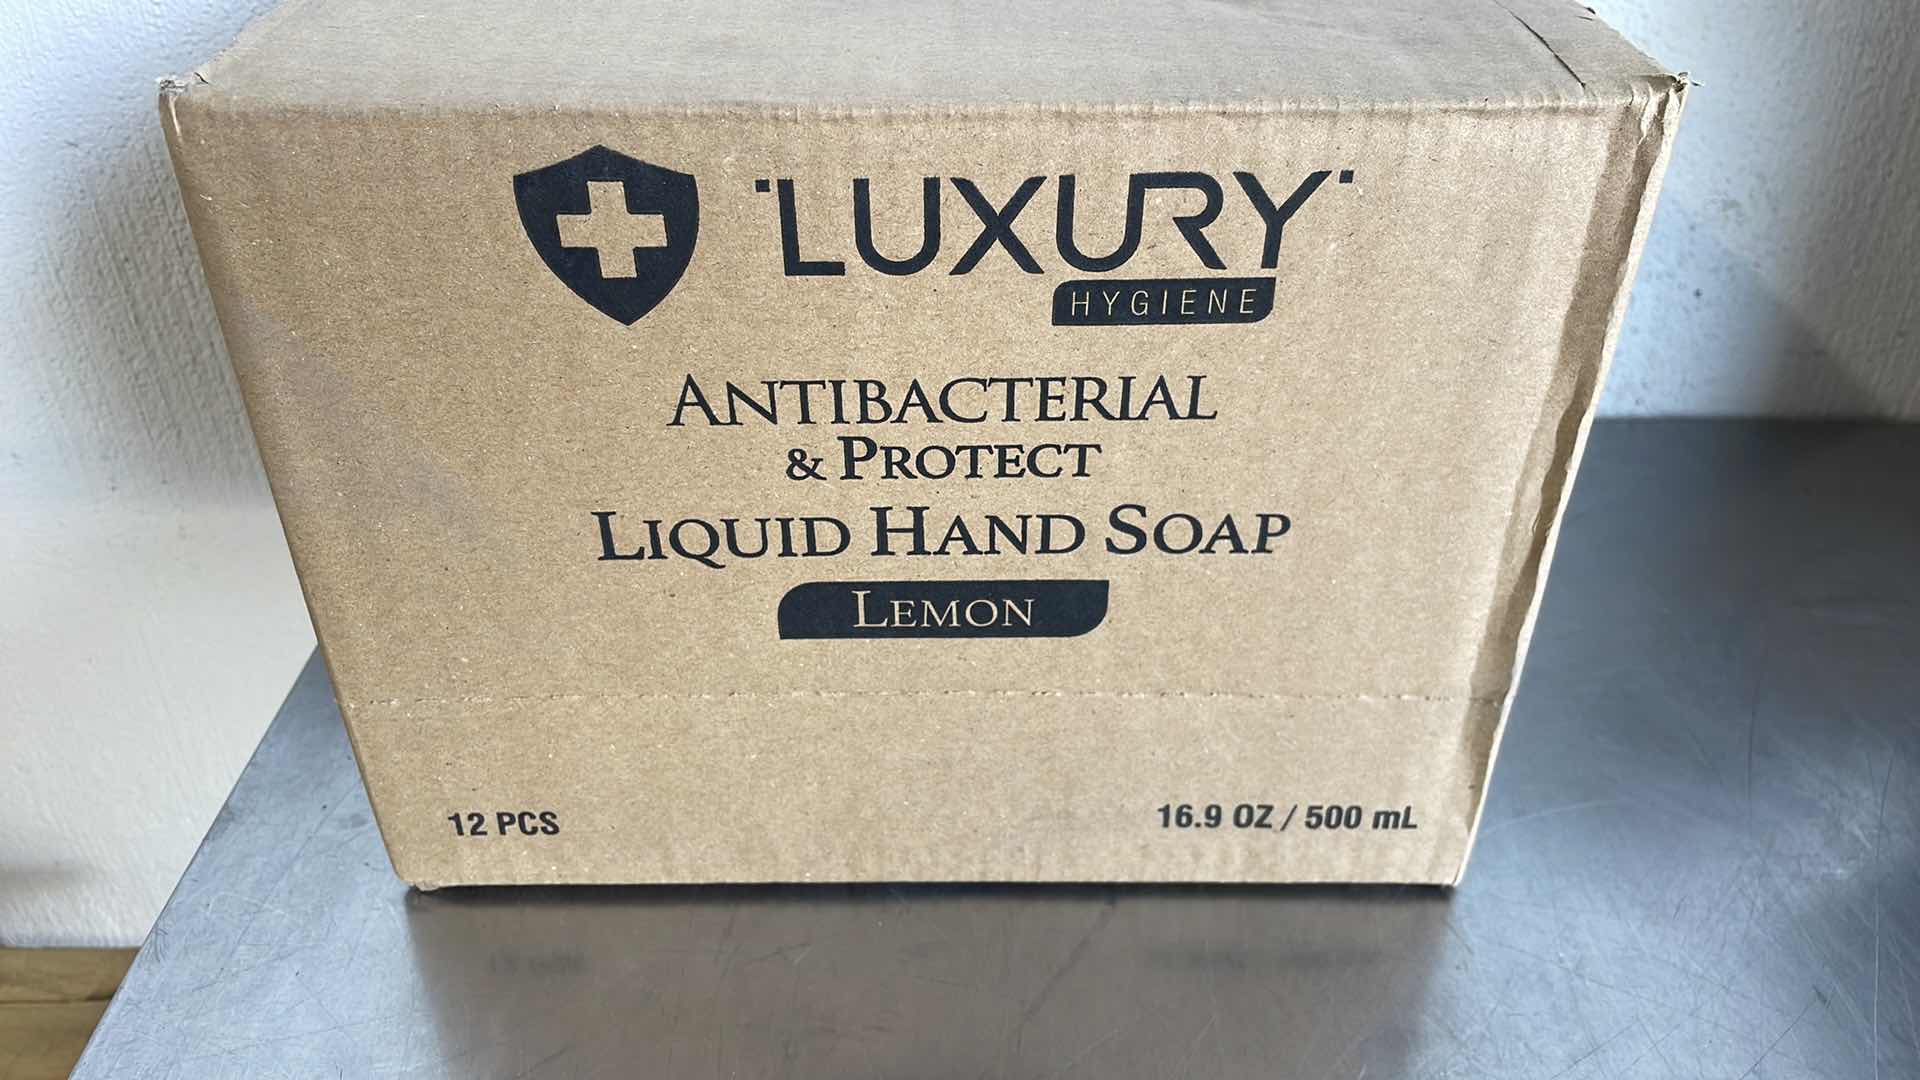 LUXURY
HYGIENE
ANTIBACTERIAL
& PROTECT
LIQUID HAND SOAP
LEMON
12 PCS
16.9 OZ / 500 mL